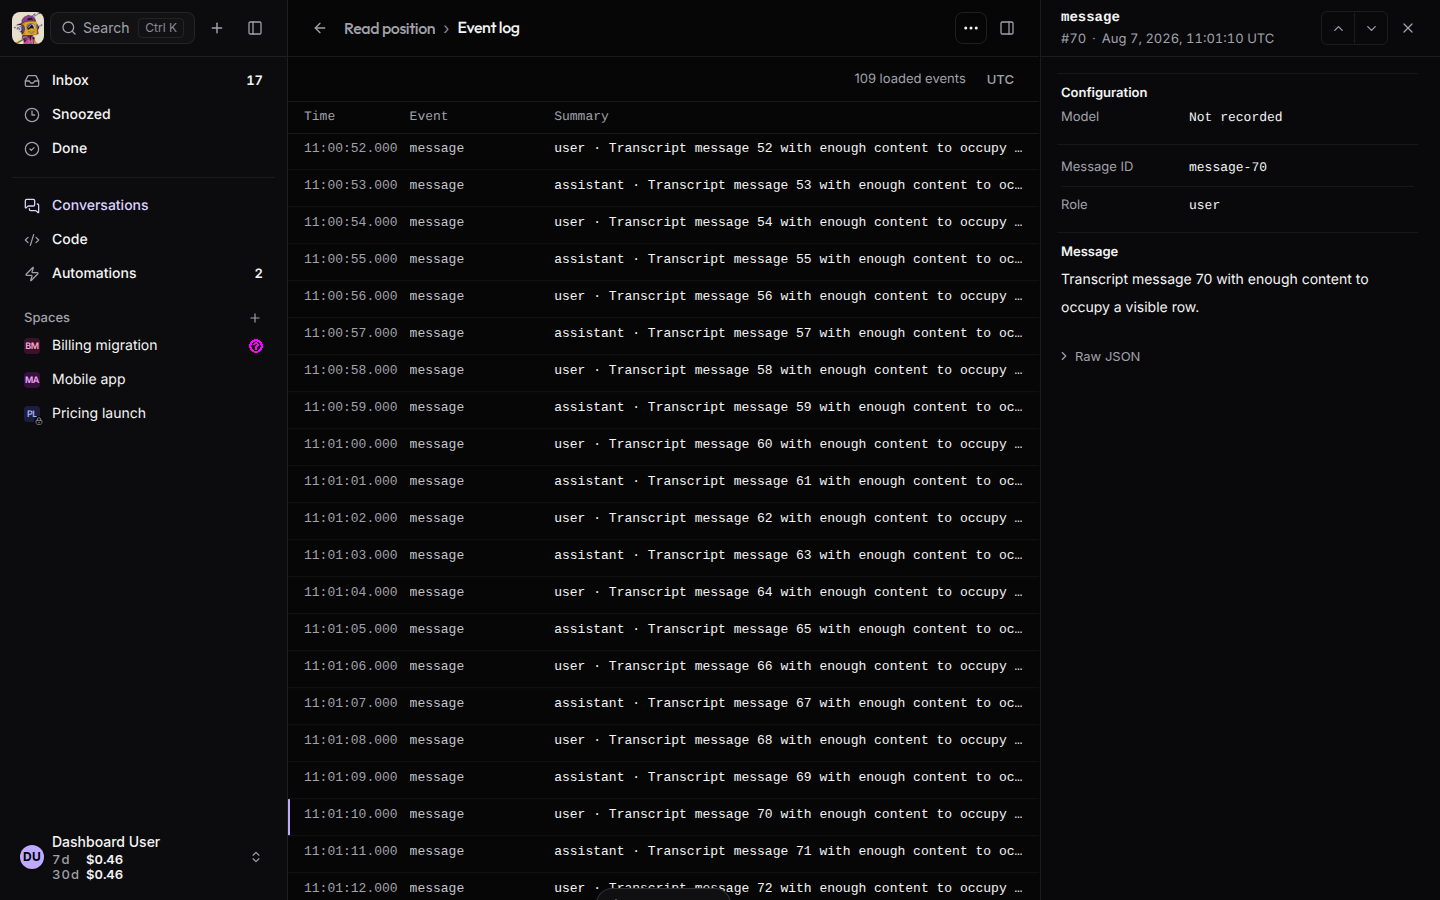 Search Ctrl K
Inbox 17
Snoozed
Done
Conversations
Code
Automations 2
Spaces
BM Billing migration
MA Mobile app
PL Pricing launch
DU Dashboard User
7d $0.46
30d $0.46
Read position › Event log
109 loaded events UTC
Time Event Summary
11:00:52.000 message user · Transcript message 52 with enough content to occupy …
11:00:53.000 message assistant · Transcript message 53 with enough content to oc…
11:00:54.000 message user · Transcript message 54 with enough content to occupy …
11:00:55.000 message assistant · Transcript message 55 with enough content to oc…
11:00:56.000 message user · Transcript message 56 with enough content to occupy …
11:00:57.000 message assistant · Transcript message 57 with enough content to oc…
11:00:58.000 message user · Transcript message 58 with enough content to occupy …
11:00:59.000 message assistant · Transcript message 59 with enough content to oc…
11:01:00.000 message user · Transcript message 60 with enough content to occupy …
11:01:01.000 message assistant · Transcript message 61 with enough content to oc…
11:01:02.000 message user · Transcript message 62 with enough content to occupy …
11:01:03.000 message assistant · Transcript message 63 with enough content to oc…
11:01:04.000 message user · Transcript message 64 with enough content to occupy …
11:01:05.000 message assistant · Transcript message 65 with enough content to oc…
11:01:06.000 message user · Transcript message 66 with enough content to occupy …
11:01:07.000 message assistant · Transcript message 67 with enough content to oc…
11:01:08.000 message user · Transcript message 68 with enough content to occupy …
11:01:09.000 message assistant · Transcript message 69 with enough content to oc…
11:01:10.000 message user · Transcript message 70 with enough content to occupy …
11:01:11.000 message assistant · Transcript message 71 with enough content to oc…
11:01:12.000 message user · Transcript message 72 with enough content to occupy …
message
#70 · Aug 7, 2026, 11:01:10 UTC
Configuration
Model Not recorded
Message ID message-70
Role user
Message
Transcript message 70 with enough content to
occupy a visible row.
Raw JSON